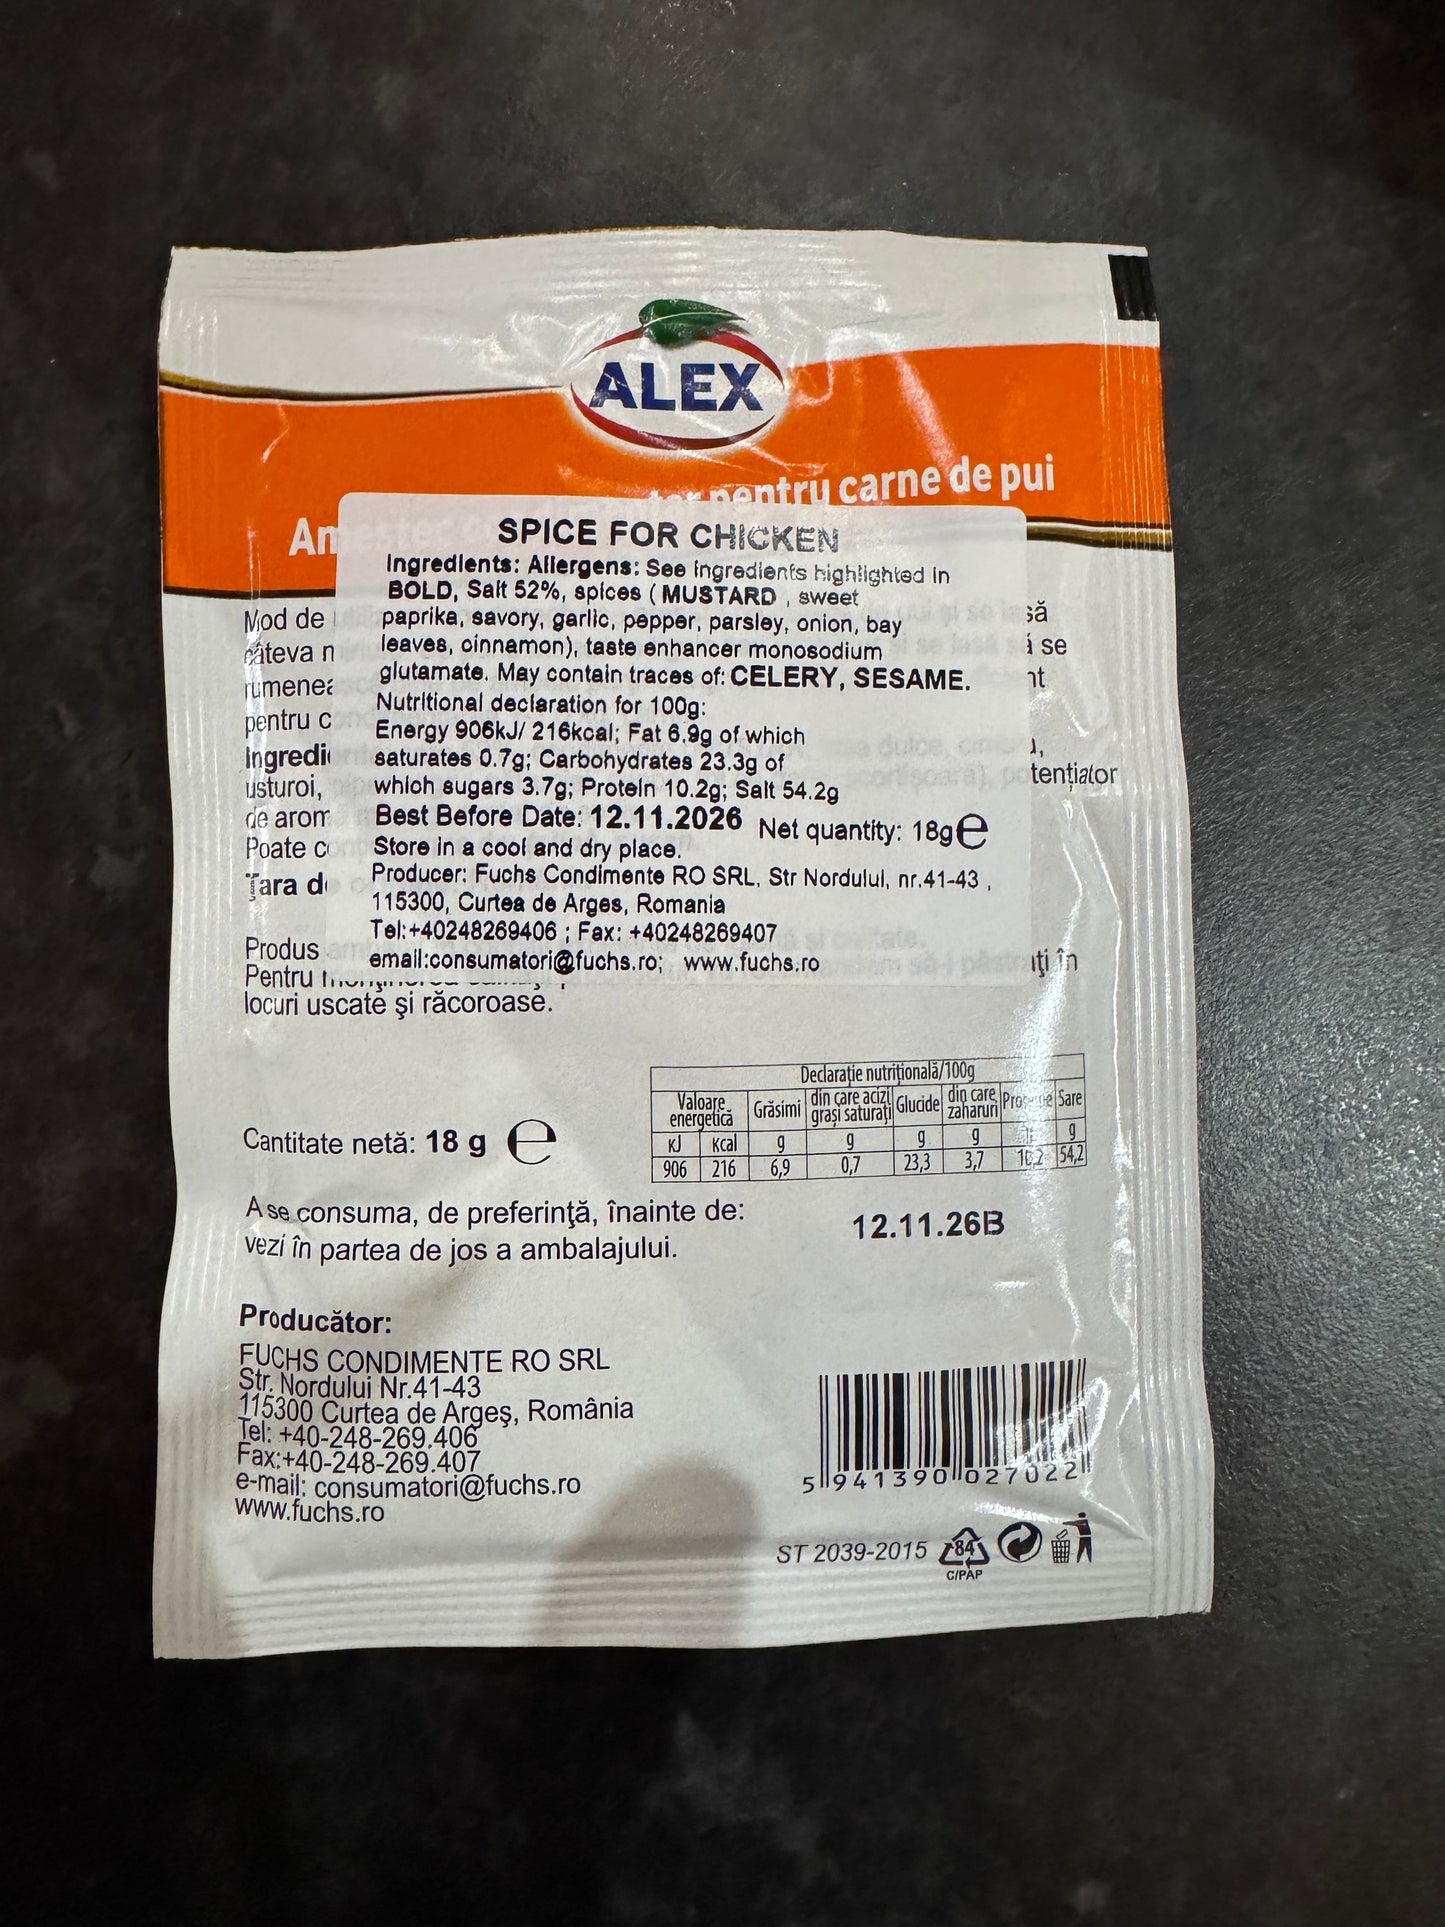 ALEX
pentru carne de pui
SPICE FOR CHICKEN
Ingredients: Allergens: See ingredients highlighted in
BOLD, Salt 52%, spices ( MUSTARD , sweet
paprika, savory, garlic, pepper, parsley, onion, bay
leaves, cinnamon), taste enhancer monosodium
glutamate. May contain traces of: CELERY, SESAME.
Nutritional declaration for 100g:
Energy 906kJ/ 216kcal; Fat 6.9g of which
saturates 0.7g; Carbohydrates 23.3g of
which sugars 3.7g; Protein 10.2g; Salt 54.2g
Best Before Date: 12.11.2026 Net quantity: 18g e
Store in a cool and dry place.
Producer: Fuchs Condimente RO SRL, Str Nordului, nr.41-43 ,
115300, Curtea de Arges, Romania
Tel:+40248269406 ; Fax: +40248269407
email:consumatori@fuchs.ro; www.fuchs.ro
Mod de
să
câteva
se
pentru
usturoi,
de
Poate
Țara
Produs
Pentru
locuri uscate şi răcoroase.
Declarație nutrițională/100g
Valoare energetică Grăsimi din care acizi grași saturați Glucide din care zaharuri Proteine Sare
KJ Kcal g g g g g
906 216 6,9 0,7 23,3 3,7 10,2 54,2
Cantitate netă: 18 g e
A se consuma, de preferinţă, înainte de:
vezi în partea de jos a ambalajului.
12.11.26B
Producător:
FUCHS CONDIMENTE RO SRL
Str. Nordului Nr.41-43
115300 Curtea de Argeş, România
Tel: +40-248-269.406
Fax:+40-248-269.407
e-mail: consumatori@fuchs.ro
www.fuchs.ro
5 941390 027022
ST 2039-2015
84
C/PAP